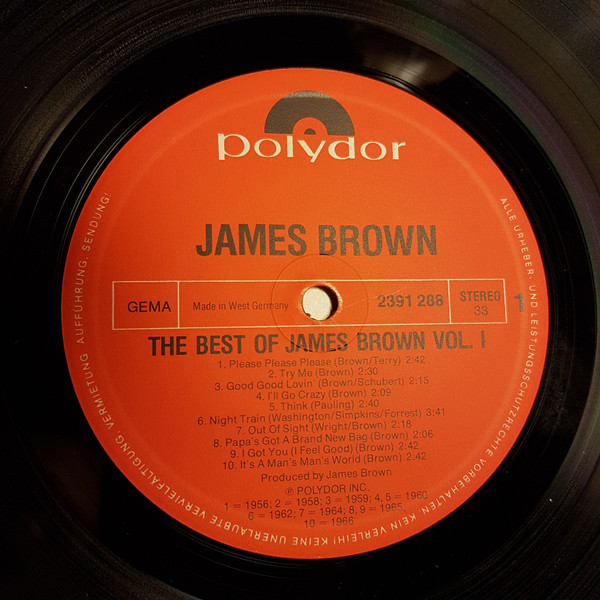 polydor
JAMES BROWN
GEMA
Made in West Germany
2391 288
STEREO
33
1
THE BEST OF JAMES BROWN VOL. I
1. Please Please Please (Brown/Terry) 2:42
2. Try Me (Brown) 2:30
3. Good Good Lovin' (Brown/Schubert) 2:15
4. I'll Go Crazy (Brown) 2:09
5. Think (Pauling) 2:40
6. Night Train (Washington/Simpkins/Forrest) 3:41
7. Out Of Sight (Wright/Brown) 2:18
8. Papa's Got A Brand New Bag (Brown) 2:06
9. I Got You (I Feel Good) (Brown) 2:42
10. It's A Man's Man's World (Brown) 2:42
Produced by James Brown
Ⓟ POLYDOR INC.
1 = 1956; 2 = 1958; 3 = 1959; 4, 5 = 1960
6 = 1962; 7 = 1964; 8, 9 = 1965
10 = 1966
ALLE URHEBER- UND LEISTUNGSSCHUTZRECHTE VORBEHALTEN. KEIN VERLEIH! KEINE UNERLAUBTE VERVIELFÄLTIGUNG, VERMIETUNG, AUFFÜHRUNG, SENDUNG!